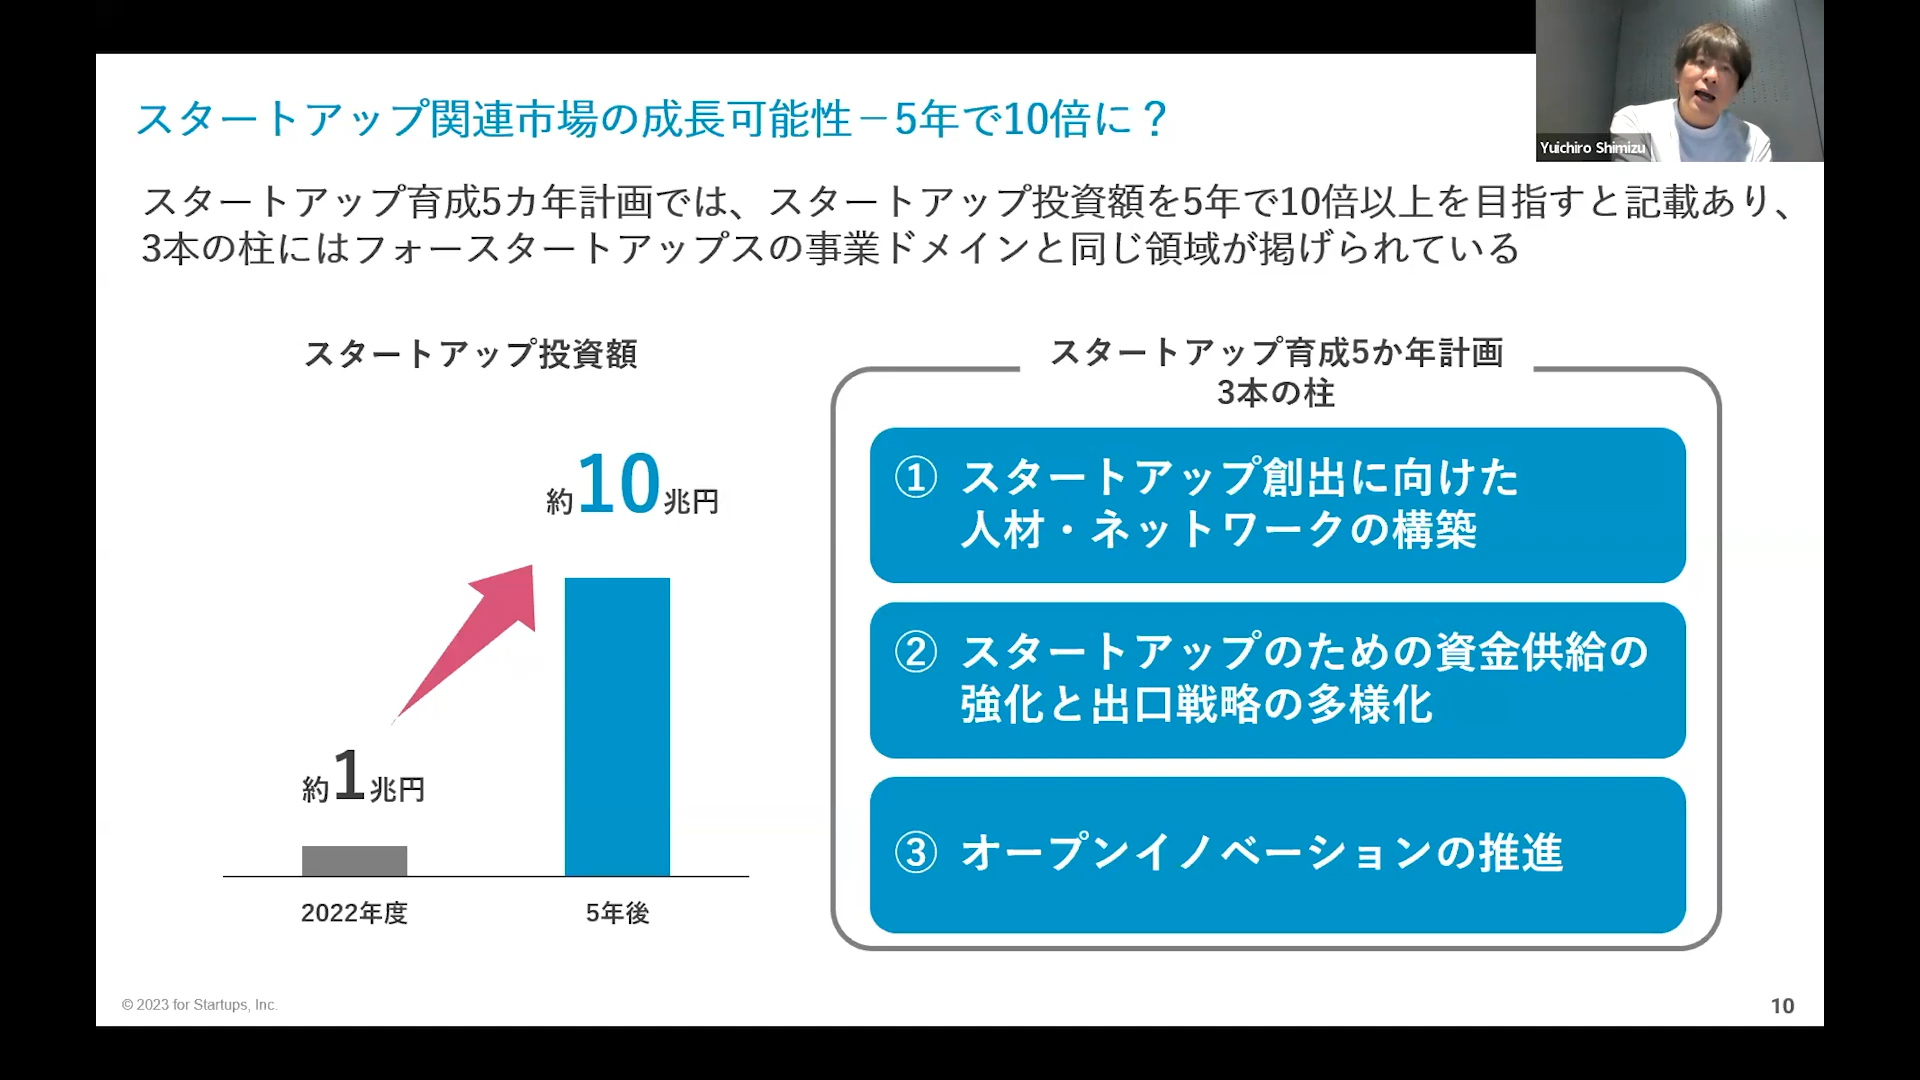 スタートアップ関連市場の成長可能性－5年で10倍に？
Yuichiro Shimizu
スタートアップ育成5カ年計画では、スタートアップ投資額を5年で10倍以上を目指すと記載あり、
3本の柱にはフォースタートアップスの事業ドメインと同じ領域が掲げられている
スタートアップ投資額
約10兆円
約1兆円
2022年度
5年後
スタートアップ育成5か年計画
3本の柱
① スタートアップ創出に向けた
人材・ネットワークの構築
② スタートアップのための資金供給の
強化と出口戦略の多様化
③ オープンイノベーションの推進
© 2023 for Startups, Inc.
10